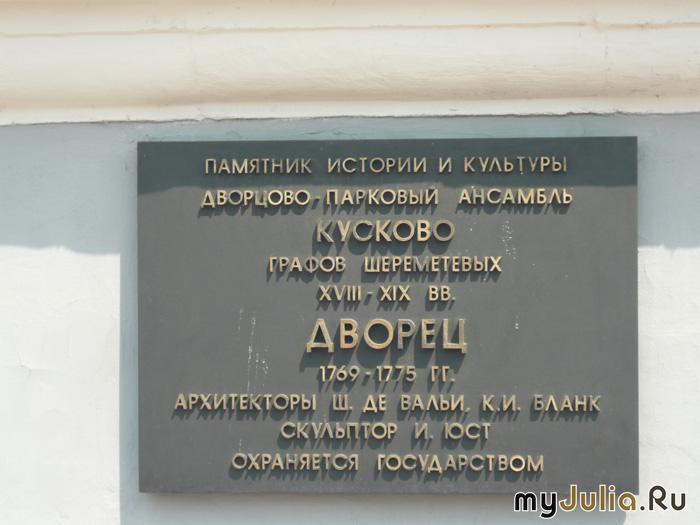 ПАМЯТНИК ИСТОРИИ И КУЛЬТУРЫ
ДВОРЦОВО-ПАРКОВЫЙ АНСАМБЛЬ
КУСКОВО
ГРАФОВ ШЕРЕМЕТЕВЫХ
XVIII-XIX ВВ.
ДВОРЕЦ
1769-1775 ГГ.
АРХИТЕКТОРЫ Щ. ДЕ ВАЛЬИ, К.И. БЛАНК
СКУЛЬПТОР И. ЮСТ
ОХРАНЯЕТСЯ ГОСУДАРСТВОМ
myJulia.Ru